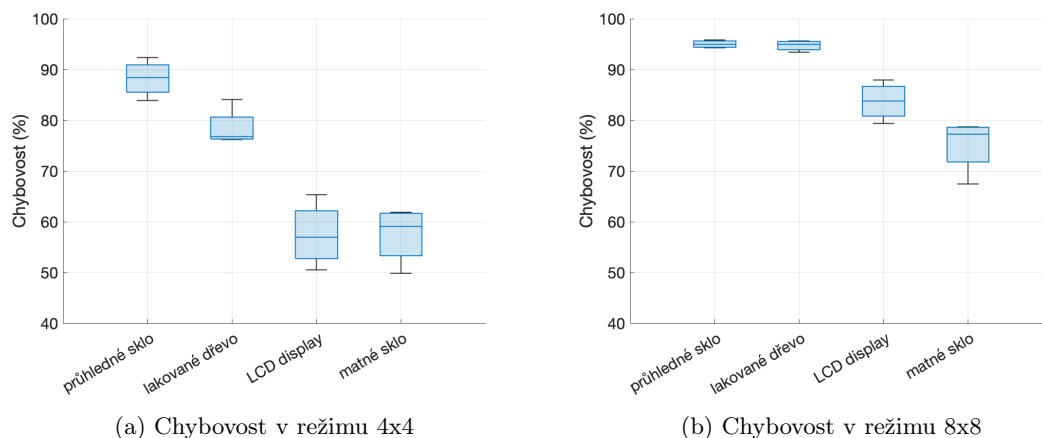 100
90
80
70
60
50
40
Chybovost (%)
průhledné sklo
lakované dřevo
LCD display
matné sklo
(a) Chybovost v režimu 4x4
100
90
80
70
60
50
40
Chybovost (%)
průhledné sklo
lakované dřevo
LCD display
matné sklo
(b) Chybovost v režimu 8x8